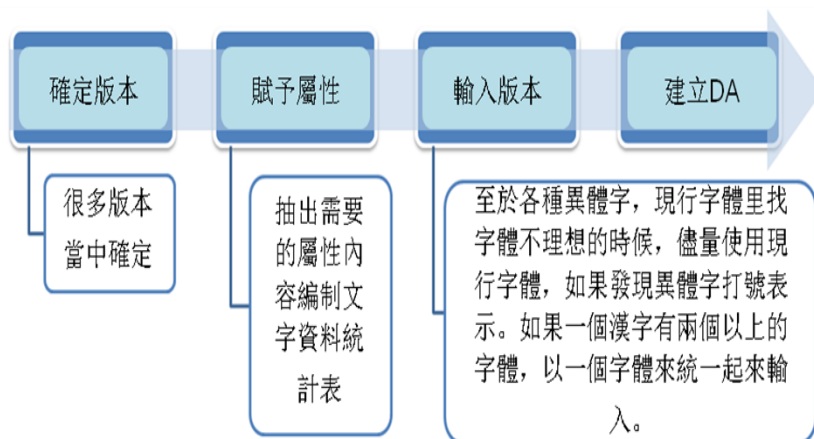 確定版本
賦予屬性
輸入版本
建立DA
很多版本
當中確定
抽出需要
的屬性內
容編制文
字資料統
計表
至於各種異體字，現行字體里找
字體不理想的時候，儘量使用現
行字體，如果發現異體字打號表
示。如果一個漢字有兩個以上的
字體，以一個字體來統一起來輸
入。